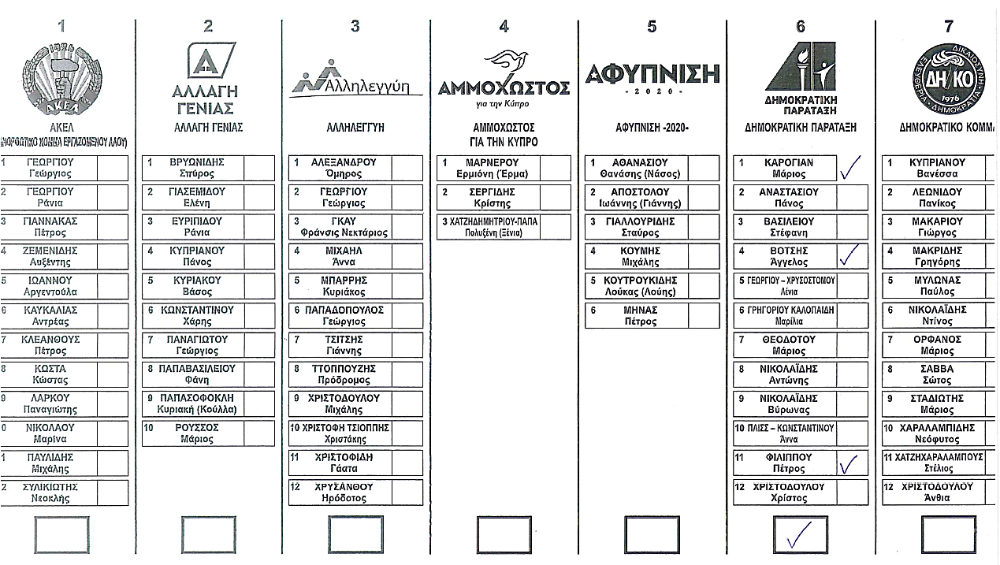 1
1926
ΑΚΕΛ
ΑΚΕΛ
1 ΓΕΩΡΓΙΟΥ
Γεώργιος
2 ΓΕΩΡΓΙΟΥ
Ράνια
3 ΓΙΑΝΝΑΚΑΣ
Πέτρος
4 ΖΕΜΕΝΙΔΗΣ
Αυξέντης
5 ΙΩΑΝΝΟΥ
Αργεντούλα
6 ΚΑΥΚΑΛΙΑΣ
Αντρέας
7 ΚΛΕΑΝΘΟΥΣ
Πέτρος
8 ΚΩΣΤΑ
Κώστας
9 ΛΑΡΚΟΥ
Παναγιώτης
0 ΝΙΚΟΛΑΟΥ
Μαρίνα
1 ΠΑΥΛΙΔΗΣ
Μιχάλης
2 ΣΥΛΙΚΙΩΤΗΣ
Νεοκλής
2
Α
ΑΛΛΑΓΗ
ΓΕΝΙΑΣ
ΑΛΛΑΓΗ ΓΕΝΙΑΣ
1 ΒΡΥΩΝΙΔΗΣ
Σπύρος
2 ΓΙΑΣΕΜΙΔΟΥ
Ελένη
3 ΕΥΡΙΠΙΔΟΥ
Ράνια
4 ΚΥΠΡΙΑΝΟΥ
Πάνος
5 ΚΥΡΙΑΚΟΥ
Βάσος
6 ΚΩΝΣΤΑΝΤΙΝΟΥ
Χάρης
7 ΠΑΝΑΓΙΩΤΟΥ
Γεώργιος
8 ΠΑΠΑΒΑΣΙΛΕΙΟΥ
Φάνη
9 ΠΑΠΑΣΟΦΟΚΛΗ
Κυριακή (Κούλλα)
10 ΡΟΥΣΣΟΣ
Μάριος
3
Αλληλεγγύη
ΑΛΛΗΛΕΓΓΥΗ
1 ΑΛΕΞΑΝΔΡΟΥ
Όμηρος
2 ΓΕΩΡΓΙΟΥ
Γεώργιος
3 ΓΚΑΥ
Φράνσις Νεκτάριος
4 ΜΙΧΑΗΛ
Άννα
5 ΜΠΑΡΡΗΣ
Κυριάκος
6 ΠΑΠΑΔΟΠΟΥΛΟΣ
Γεώργιος
7 ΤΣΙΤΣΗΣ
Γιάννης
8 ΤΤΟΠΠΟΥΖΗΣ
Πρόδρομος
9 ΧΡΙΣΤΟΔΟΥΛΟΥ
Μιχάλης
10 ΧΡΙΣΤΟΦΗ ΤΣΙΟΠΠΗΣ
Χριστάκης
11 ΧΡΙΣΤΟΦΙΔΗ
Γάστα
12 ΧΡΥΣΑΝΘΟΥ
Ηρόδοτος
4
ΑΜΜΟΧΩΣΤΟΣ
για την Κύπρο
ΑΜΜΟΧΩΣΤΟΣ
ΓΙΑ ΤΗΝ ΚΥΠΡΟ
1 ΜΑΡΝΕΡΟΥ
Ερμιόνη (Έρμα)
2 ΣΕΡΓΙΔΗΣ
Κρίστης
3 ΧΑΤΖΗΔΗΜΗΤΡΙΟΥ-ΠΑΠΑ
Πολυξένη (Ξένια)
5
ΑΦΥΠΝΙΣΗ
- 2020 -
ΑΦΥΠΝΙΣΗ -2020-
1 ΑΘΑΝΑΣΙΟΥ
Θανάσης (Νάσος)
2 ΑΠΟΣΤΟΛΟΥ
Ιωάννης (Γιάννης)
3 ΓΙΑΛΛΟΥΡΙΔΗΣ
Σταύρος
4 ΚΟΥΜΗΣ
Μιχάλης
5 ΚΟΥΤΡΟΥΚΙΔΗΣ
Λούκας (Λούης)
6 ΜΗΝΑΣ
Πέτρος
6
ΔΗΜΟΚΡΑΤΙΚΗ
ΠΑΡΑΤΑΞΗ
ΔΗΜΟΚΡΑΤΙΚΗ ΠΑΡΑΤΑΞΗ
1 ΚΑΡΟΓΙΑΝ
Μάριος
2 ΑΝΑΣΤΑΣΙΟΥ
Πάνος
3 ΒΑΣΙΛΕΙΟΥ
Στέφανη
4 ΒΟΤΣΗΣ
Άγγελος
5 ΓΕΩΡΓΙΟΥ – ΧΡΥΣΟΣΤΟΜΟΥ
Λένια
6 ΓΡΗΓΟΡΙΟΥ ΚΑΛΟΠΑΙΔΗ
Μαρίλια
7 ΘΕΟΔΟΤΟΥ
Μάριος
8 ΝΙΚΟΛΑΪΔΗΣ
Αντώνης
9 ΝΙΚΟΛΑΪΔΗΣ
Βύρωνας
10 ΠΛΙΣΣ – ΚΩΝΣΤΑΝΤΙΝΟΥ
Άννα
11 ΦΙΛΙΠΠΟΥ
Πέτρος
12 ΧΡΙΣΤΟΔΟΥΛΟΥ
Χρίστος
7
ΕΛΕΥΘΕΡΙΑ · ΔΗΜΟΚΡΑΤΙΑ · ΔΙΚΑΙΟΣΥΝΗ
ΔΗΚΟ
1976
ΔΗΜΟΚΡΑΤΙΚΟ ΚΟΜΜΑ
1 ΚΥΠΡΙΑΝΟΥ
Βανέσσα
2 ΛΕΩΝΙΔΟΥ
Πανίκος
3 ΜΑΚΑΡΙΟΥ
Γιώργος
4 ΜΑΚΡΙΔΗΣ
Γρηγόρης
5 ΜΥΛΩΝΑΣ
Παύλος
6 ΝΙΚΟΛΑΪΔΗΣ
Ντίνος
7 ΟΡΦΑΝΟΣ
Μάριος
8 ΣΑΒΒΑ
Σώτος
9 ΣΤΑΔΙΩΤΗΣ
Μάριος
10 ΧΑΡΑΛΑΜΠΙΔΗΣ
Νεόφυτος
11 ΧΑΤΖΗΧΑΡΑΛΑΜΠΟΥΣ
Στέλιος
12 ΧΡΙΣΤΟΔΟΥΛΟΥ
Άνθια